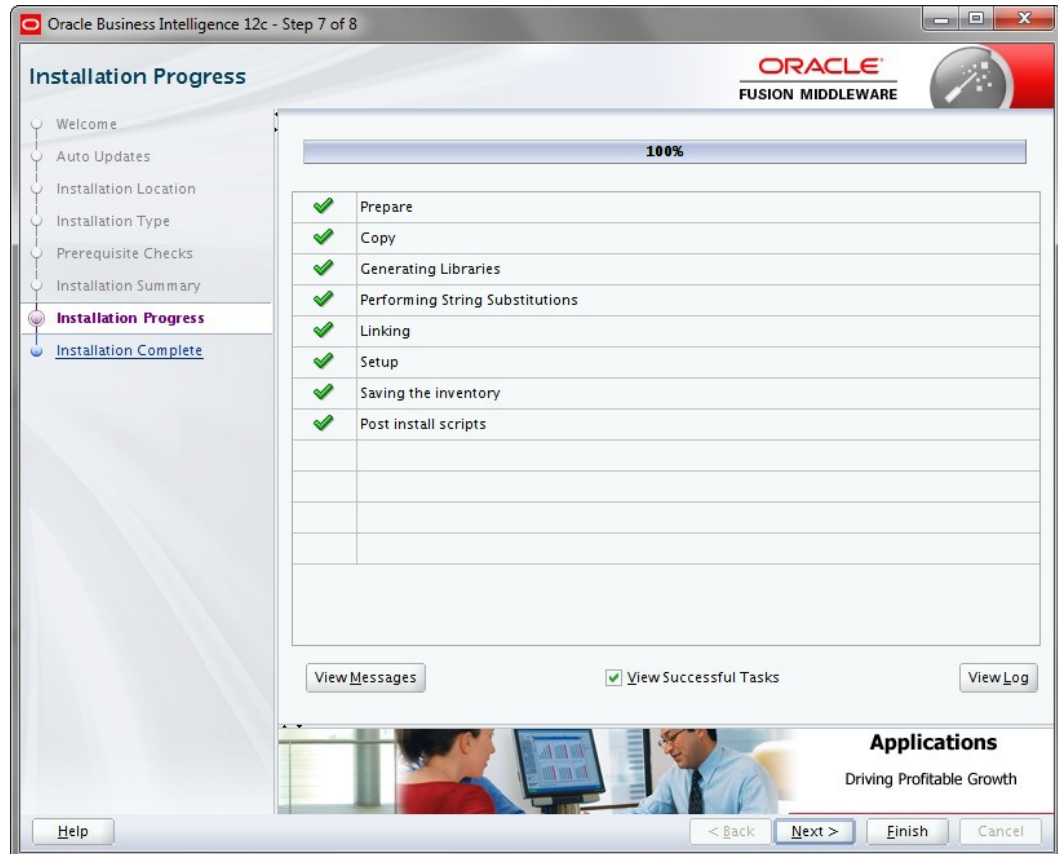 Oracle Business Intelligence 12c - Step 7 of 8
Installation Progress
ORACLE
FUSION MIDDLEWARE
Welcome
Auto Updates
Installation Location
Installation Type
Prerequisite Checks
Installation Summary
Installation Progress
Installation Complete
100%
Prepare
Copy
Generating Libraries
Performing String Substitutions
Linking
Setup
Saving the inventory
Post install scripts
View Messages
View Successful Tasks
View Log
Applications
Driving Profitable Growth
Help
< Back
Next >
Finish
Cancel